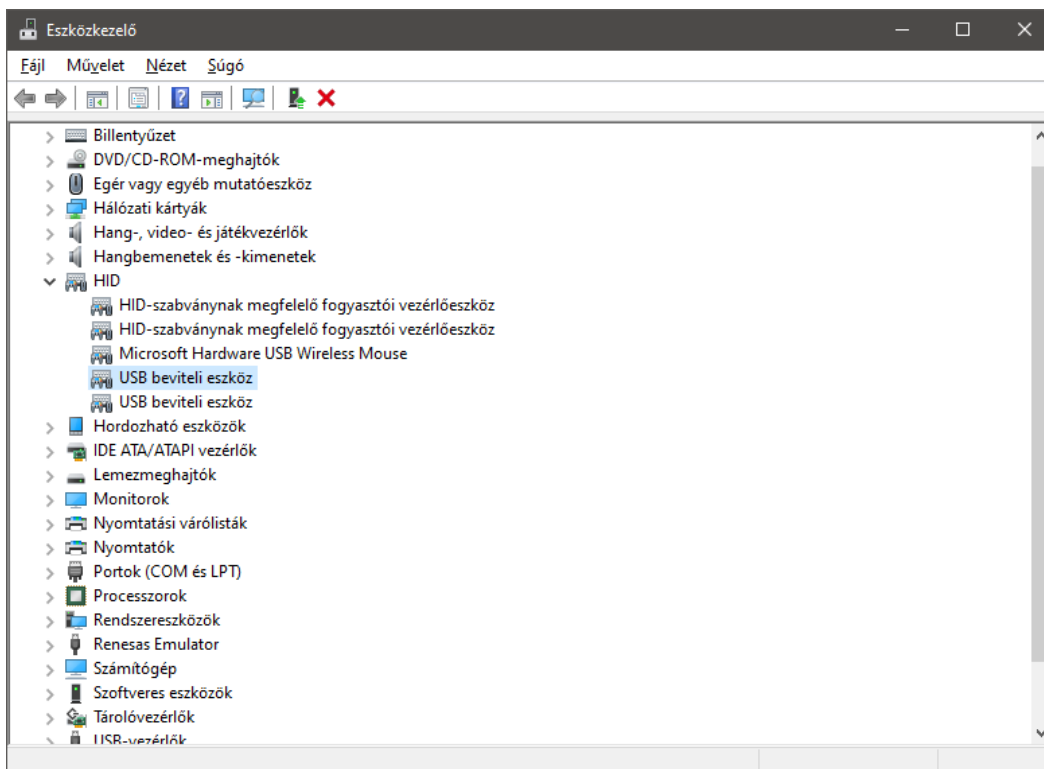 Eszközkezelő
Fájl Művelet Nézet Súgó
Billentyűzet
DVD/CD-ROM-meghajtók
Egér vagy egyéb mutatóeszköz
Hálózati kártyák
Hang-, video- és játékvezérlők
Hangbemenetek és -kimenetek
HID
HID-szabványnak megfelelő fogyasztói vezérlőeszköz
HID-szabványnak megfelelő fogyasztói vezérlőeszköz
Microsoft Hardware USB Wireless Mouse
USB beviteli eszköz
USB beviteli eszköz
Hordozható eszközök
IDE ATA/ATAPI vezérlők
Lemezmeghajtók
Monitorok
Nyomtatási várólisták
Nyomtatók
Portok (COM és LPT)
Processzorok
Rendszereszközök
Renesas Emulator
Számítógép
Szoftveres eszközök
Tárolóvezérlők
USB-vezérlők